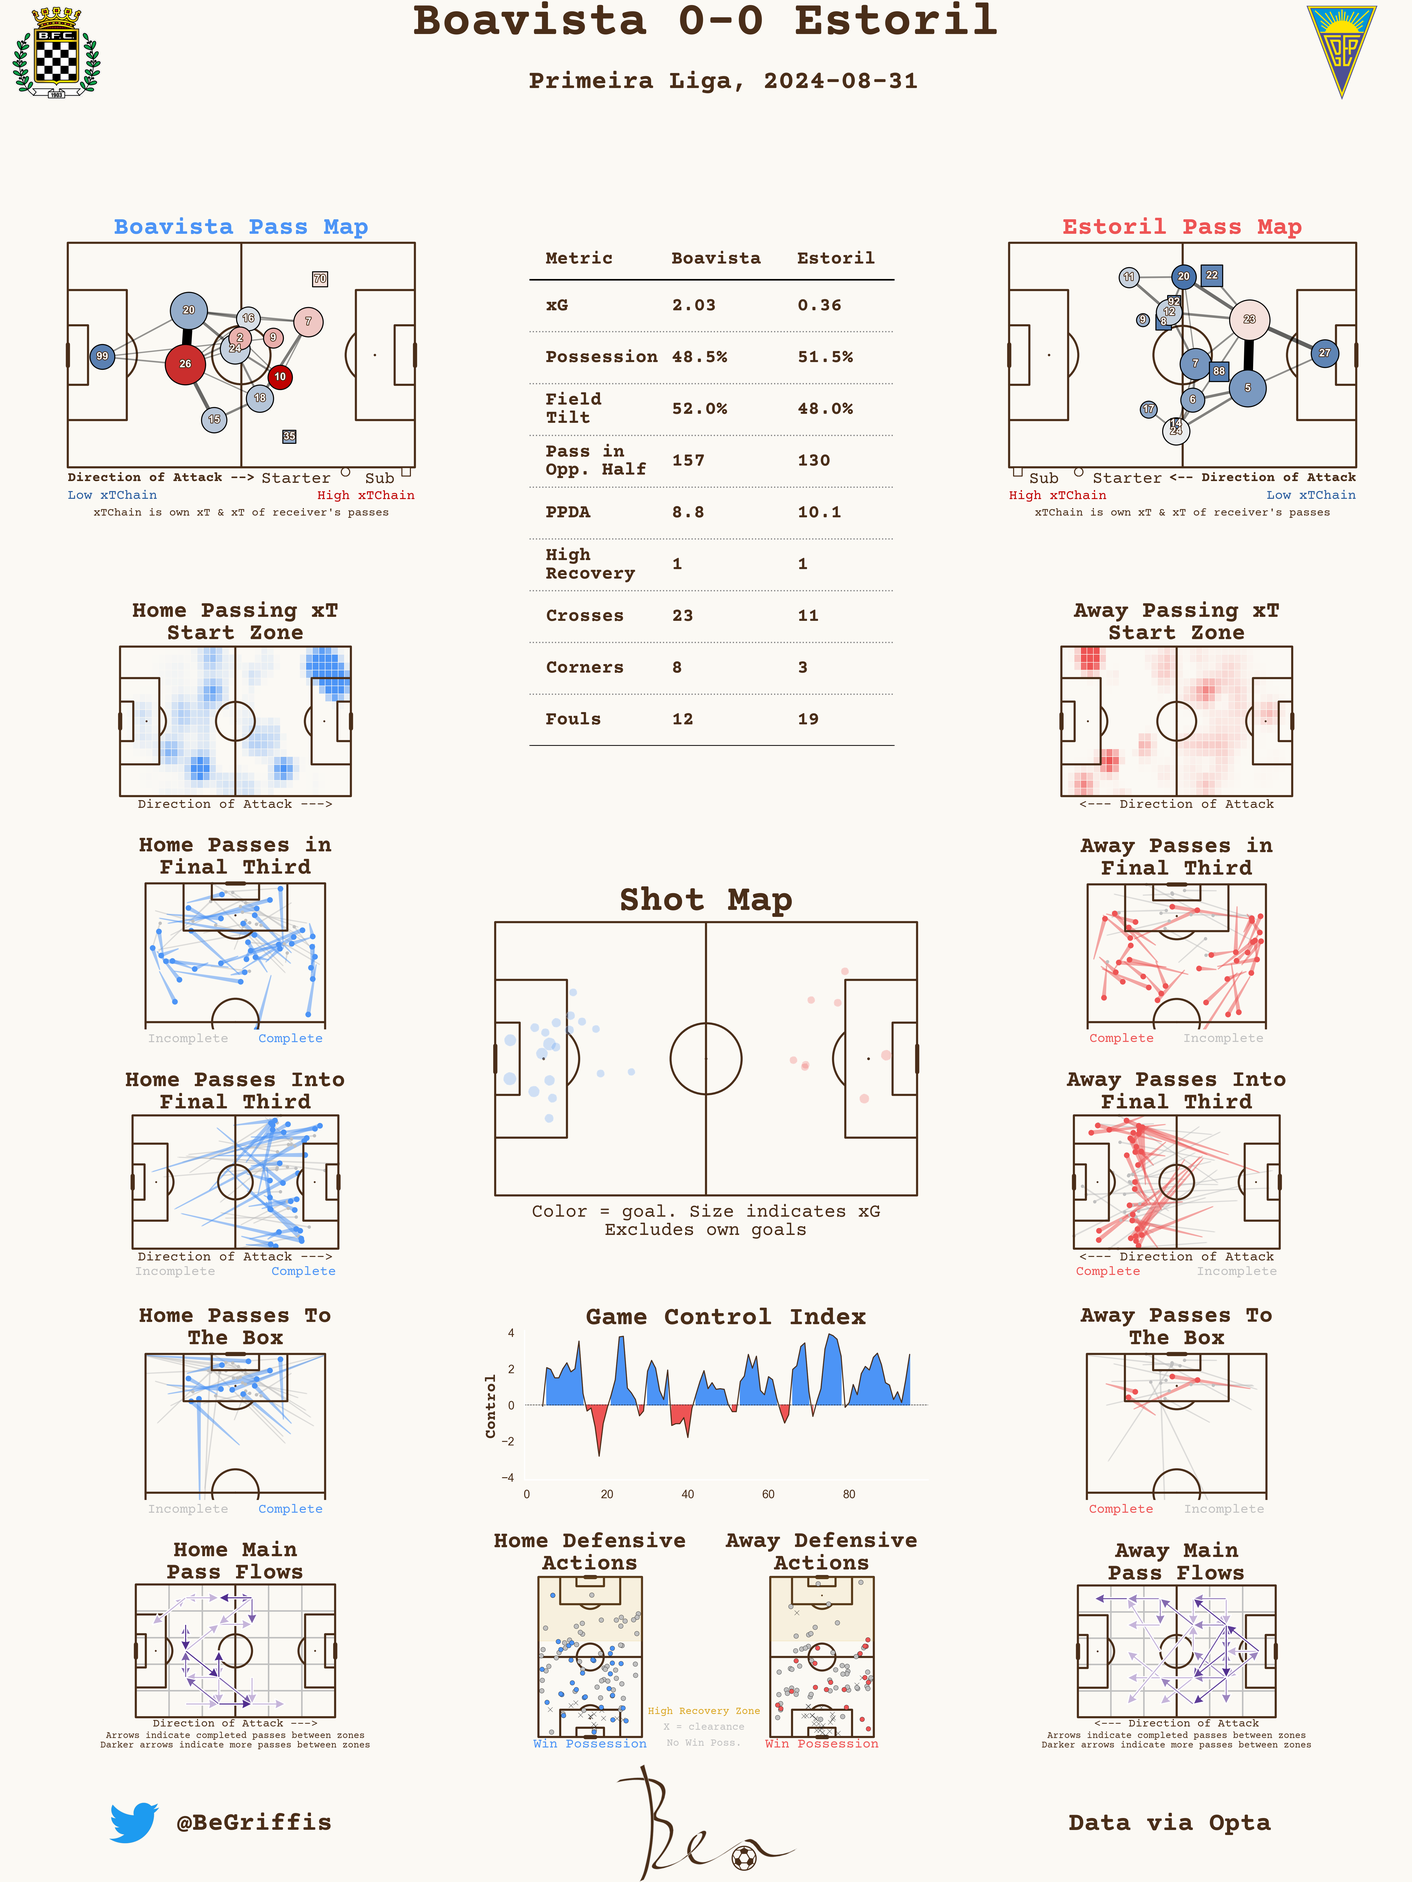 Boavista 0-0 Estoril
Primeira Liga, 2024-08-31
B.F.C.
1903
Boavista Pass Map
70
20
16
7
2
9
24
99
26
10
18
15
35
Direction of Attack --> Starter Sub
Low xTChain High xTChain
xTChain is own xT & xT of receiver's passes
Metric Boavista Estoril
xG 2.03 0.36
Possession 48.5% 51.5%
Field
Tilt 52.0% 48.0%
Pass in
Opp. Half 157 130
PPDA 8.8 10.1
High
Recovery 1 1
Crosses 23 11
Corners 8 3
Fouls 12 19
Estoril Pass Map
11
20
22
92
12
9
8
23
7
27
88
5
6
17
14
24
Sub Starter <-- Direction of Attack
High xTChain Low xTChain
xTChain is own xT & xT of receiver's passes
Home Passing xT
Start Zone
Direction of Attack --->
Away Passing xT
Start Zone
<--- Direction of Attack
Home Passes in
Final Third
Incomplete Complete
Away Passes in
Final Third
Complete Incomplete
Shot Map
Color = goal. Size indicates xG
Excludes own goals
Home Passes Into
Final Third
Direction of Attack --->
Incomplete Complete
Away Passes Into
Final Third
<--- Direction of Attack
Complete Incomplete
Home Passes To
The Box
Incomplete Complete
Game Control Index
Control
4
2
0
−2
−4
0 20 40 60 80
Away Passes To
The Box
Complete Incomplete
Home Main
Pass Flows
Direction of Attack --->
Arrows indicate completed passes between zones
Darker arrows indicate more passes between zones
Home Defensive
Actions
Win Possession
Away Defensive
Actions
Win Possession
High Recovery Zone
X = clearance
No Win Poss.
Away Main
Pass Flows
<--- Direction of Attack
Arrows indicate completed passes between zones
Darker arrows indicate more passes between zones
@BeGriffis
Ben
Data via Opta